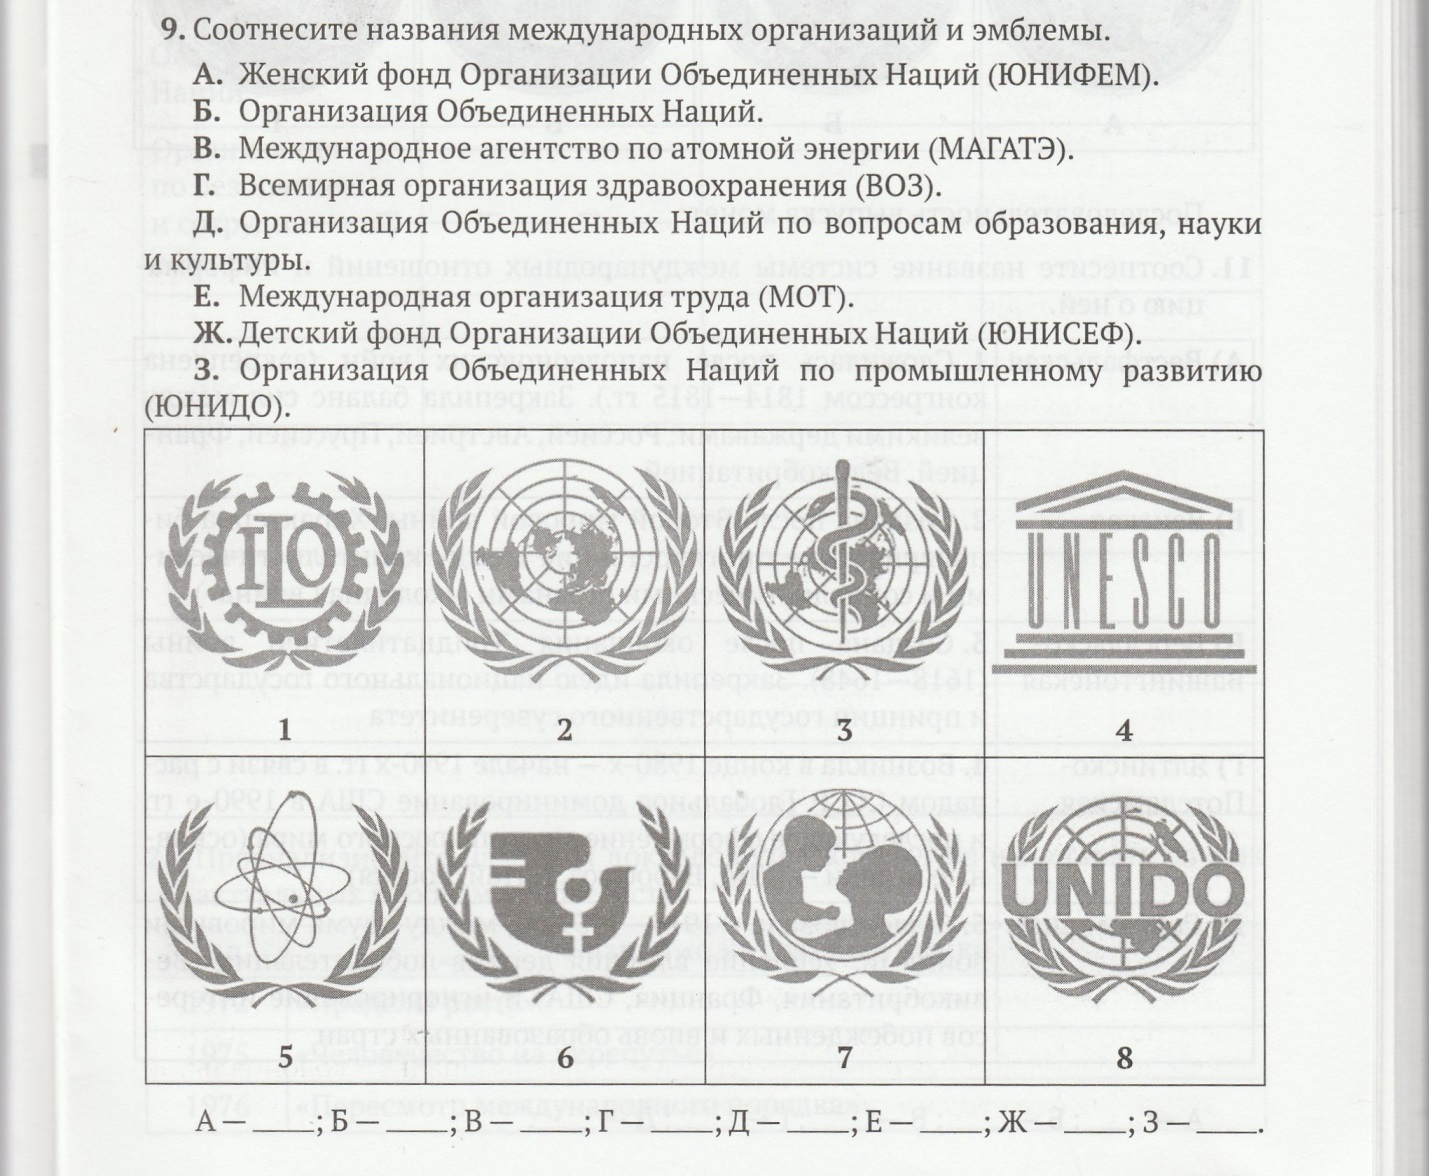 9. Соотнесите названия международных организаций и эмблемы.
А. Женский фонд Организации Объединенных Наций (ЮНИФЕМ).
Б. Организация Объединенных Наций.
В. Международное агентство по атомной энергии (МАГАТЭ).
Г. Всемирная организация здравоохранения (ВОЗ).
Д. Организация Объединенных Наций по вопросам образования, науки
и культуры.
Е. Международная организация труда (МОТ).
Ж. Детский фонд Организации Объединенных Наций (ЮНИСЕФ).
З. Организация Объединенных Наций по промышленному развитию
(ЮНИДО).
ILO
UNESCO
1 2 3 4
UNIDO
5 6 7 8
А — ____; Б — ____; В — ____; Г — ____; Д — ____; Е — ____; Ж — ____; З — ____.